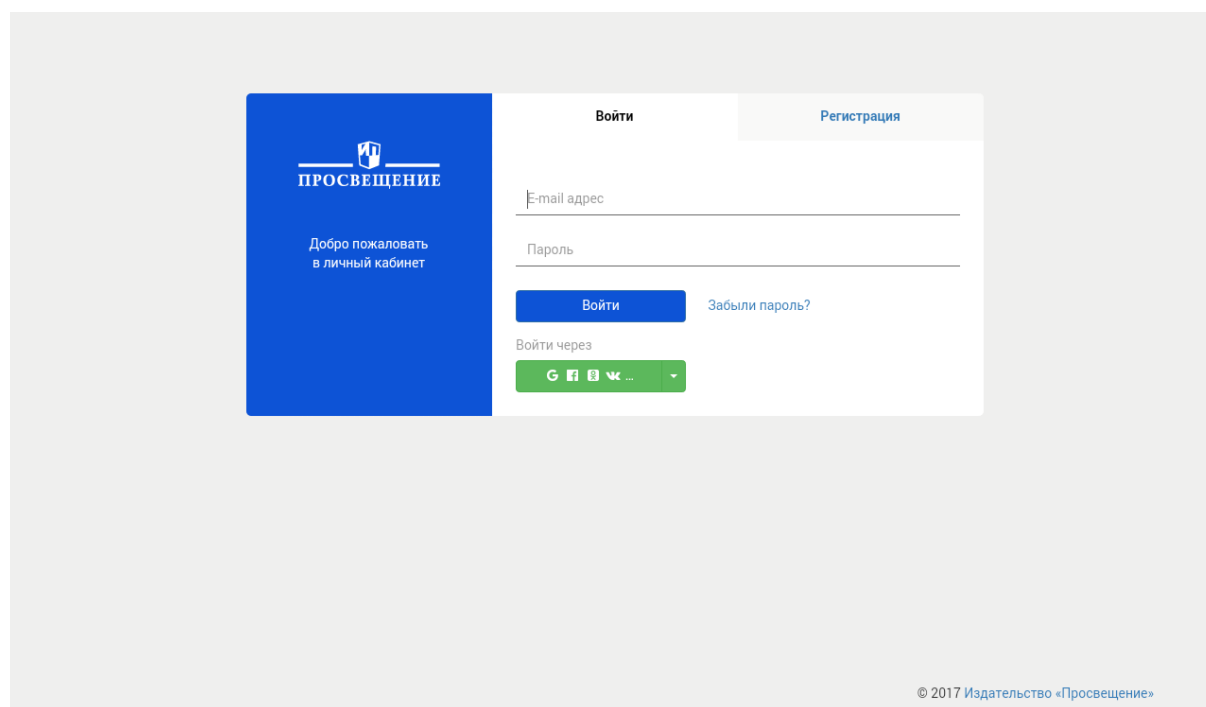 ПРОСВЕЩЕНИЕ
Добро пожаловать
в личный кабинет
Войти
Регистрация
E-mail адрес
Пароль
Войти
Забыли пароль?
Войти через
...
© 2017 Издательство «Просвещение»